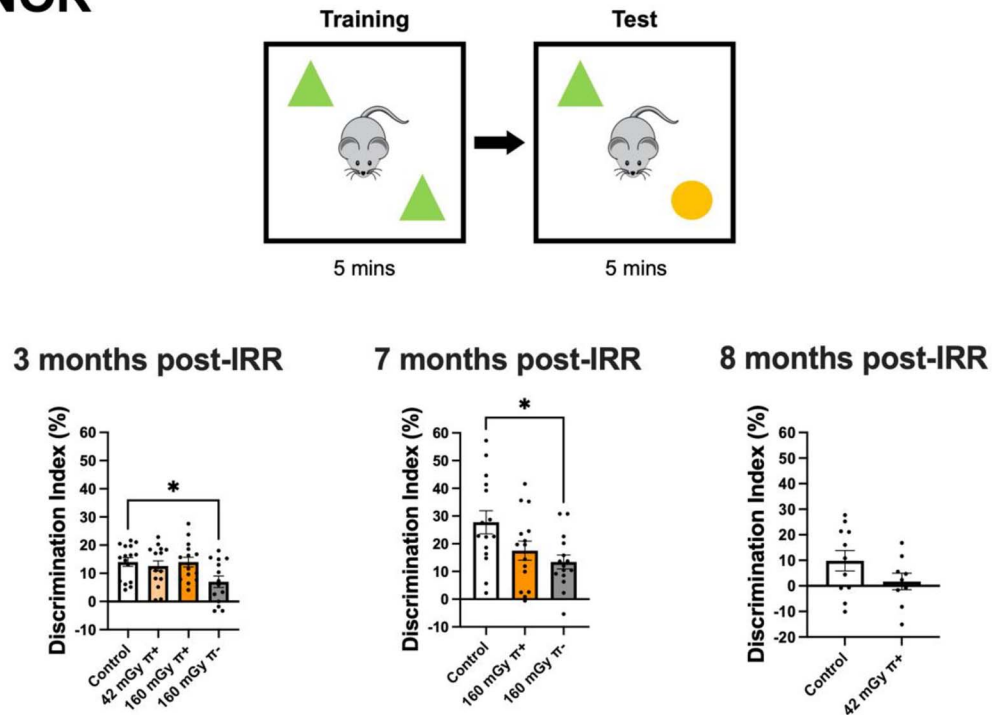 NOR
Training
Test
5 mins
5 mins
3 months post-IRR
7 months post-IRR
8 months post-IRR
Discrimination Index (%)
60
50
40
30
20
10
0
-10
*
Control
42 mGy π+
160 mGy π+
160 mGy π-
Discrimination Index (%)
60
50
40
30
20
10
0
-10
*
Control
160 mGy π+
160 mGy π-
Discrimination Index (%)
60
50
40
30
20
10
0
-10
-20
Control
42 mGy π+